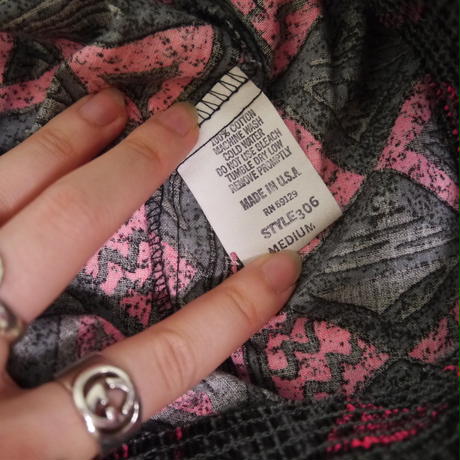 100% COTTON
MACHINE WASH
COLD WATER
DO NOT USE BLEACH
TUMBLE DRY LOW
REMOVE PROMPTLY
MADE IN U.S.A.
RN 69129
STYLE 306
MEDIUM